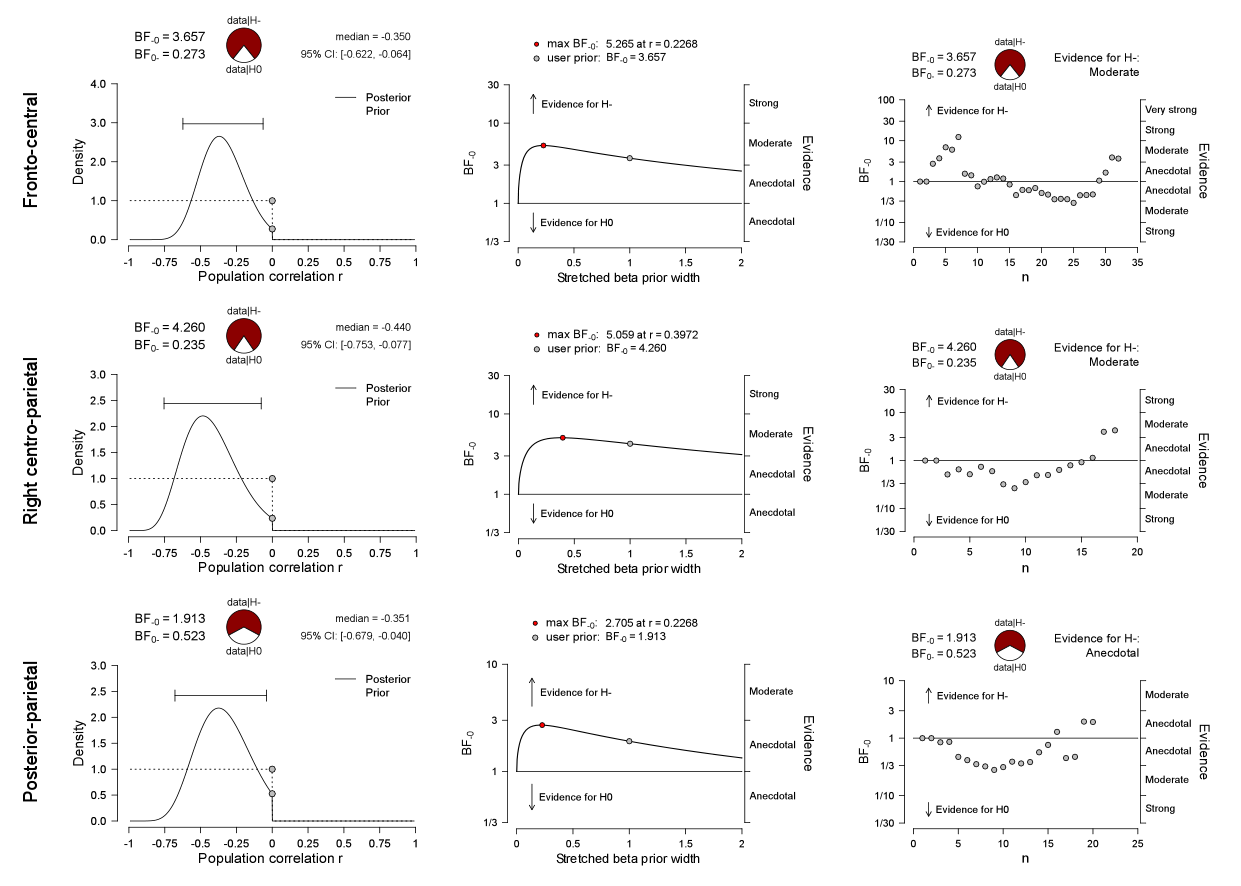 Fronto-central
BF-0 = 3.657
BF0- = 0.273
data|H-
data|H0
median = -0.350
95% CI: [-0.622, -0.064]
Posterior
Prior
Density
4.0
3.0
2.0
1.0
0.0
-1 -0.75 -0.5 -0.25 0 0.25 0.5 0.75 1
Population correlation r
max BF-0: 5.265 at r = 0.2268
user prior: BF-0 = 3.657
Evidence for H-
Evidence for H0
BF-0
30
10
3
1
1/3
Strong
Moderate
Anecdotal
Anecdotal
Evidence
0 0.5 1 1.5 2
Stretched beta prior width
BF-0 = 3.657
BF0- = 0.273
data|H-
data|H0
Evidence for H-:
Moderate
Evidence for H-
Evidence for H0
BF-0
100
30
10
3
1
1/3
1/10
1/30
Very strong
Strong
Moderate
Anecdotal
Anecdotal
Moderate
Strong
Evidence
0 5 10 15 20 25 30 35
n
Right centro-parietal
BF-0 = 4.260
BF0- = 0.235
data|H-
data|H0
median = -0.440
95% CI: [-0.753, -0.077]
Posterior
Prior
Density
3.0
2.5
2.0
1.5
1.0
0.5
0.0
-1 -0.75 -0.5 -0.25 0 0.25 0.5 0.75 1
Population correlation r
max BF-0: 5.059 at r = 0.3972
user prior: BF-0 = 4.260
Evidence for H-
Evidence for H0
BF-0
30
10
3
1
1/3
Strong
Moderate
Anecdotal
Anecdotal
Evidence
0 0.5 1 1.5 2
Stretched beta prior width
BF-0 = 4.260
BF0- = 0.235
data|H-
data|H0
Evidence for H-:
Moderate
Evidence for H-
Evidence for H0
BF-0
30
10
3
1
1/3
1/10
1/30
Strong
Moderate
Anecdotal
Anecdotal
Moderate
Strong
Evidence
0 5 10 15 20
n
Posterior-parietal
BF-0 = 1.913
BF0- = 0.523
data|H-
data|H0
median = -0.351
95% CI: [-0.679, -0.040]
Posterior
Prior
Density
3.0
2.5
2.0
1.5
1.0
0.5
0.0
-1 -0.75 -0.5 -0.25 0 0.25 0.5 0.75 1
Population correlation r
max BF-0: 2.705 at r = 0.2268
user prior: BF-0 = 1.913
Evidence for H-
Evidence for H0
BF-0
10
3
1
1/3
Moderate
Anecdotal
Anecdotal
Evidence
0 0.5 1 1.5 2
Stretched beta prior width
BF-0 = 1.913
BF0- = 0.523
data|H-
data|H0
Evidence for H-:
Anecdotal
Evidence for H-
Evidence for H0
BF-0
10
3
1
1/3
1/10
1/30
Moderate
Anecdotal
Anecdotal
Moderate
Strong
Evidence
0 5 10 15 20 25
n